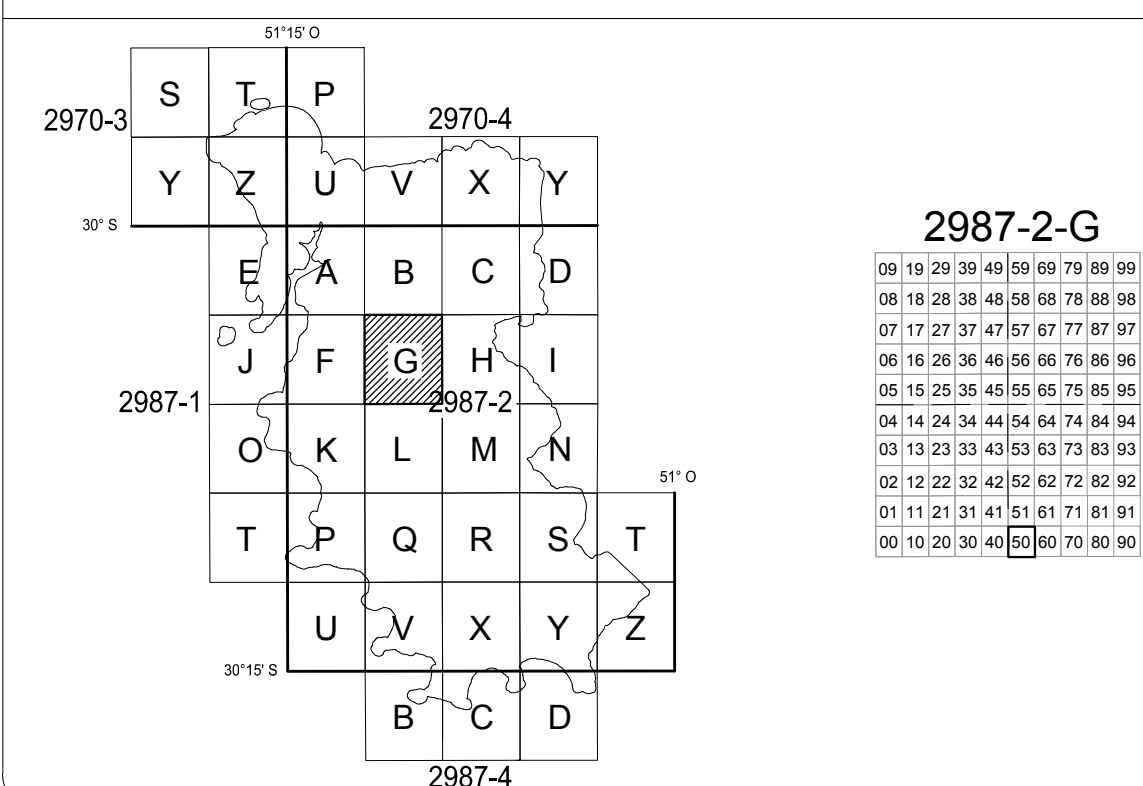 51°15' O
S T P
2970-3 2970-4
Y Z U V X Y
30° S
E A B C D
J F G H I
2987-1 2987-2
O K L M N
51° O
T P Q R S T
U V X Y Z
30°15' S
B C D
2987-4
2987-2-G
09 19 29 39 49 59 69 79 89 99
08 18 28 38 48 58 68 78 88 98
07 17 27 37 47 57 67 77 87 97
06 16 26 36 46 56 66 76 86 96
05 15 25 35 45 55 65 75 85 95
04 14 24 34 44 54 64 74 84 94
03 13 23 33 43 53 63 73 83 93
02 12 22 32 42 52 62 72 82 92
01 11 21 31 41 51 61 71 81 91
00 10 20 30 40 50 60 70 80 90